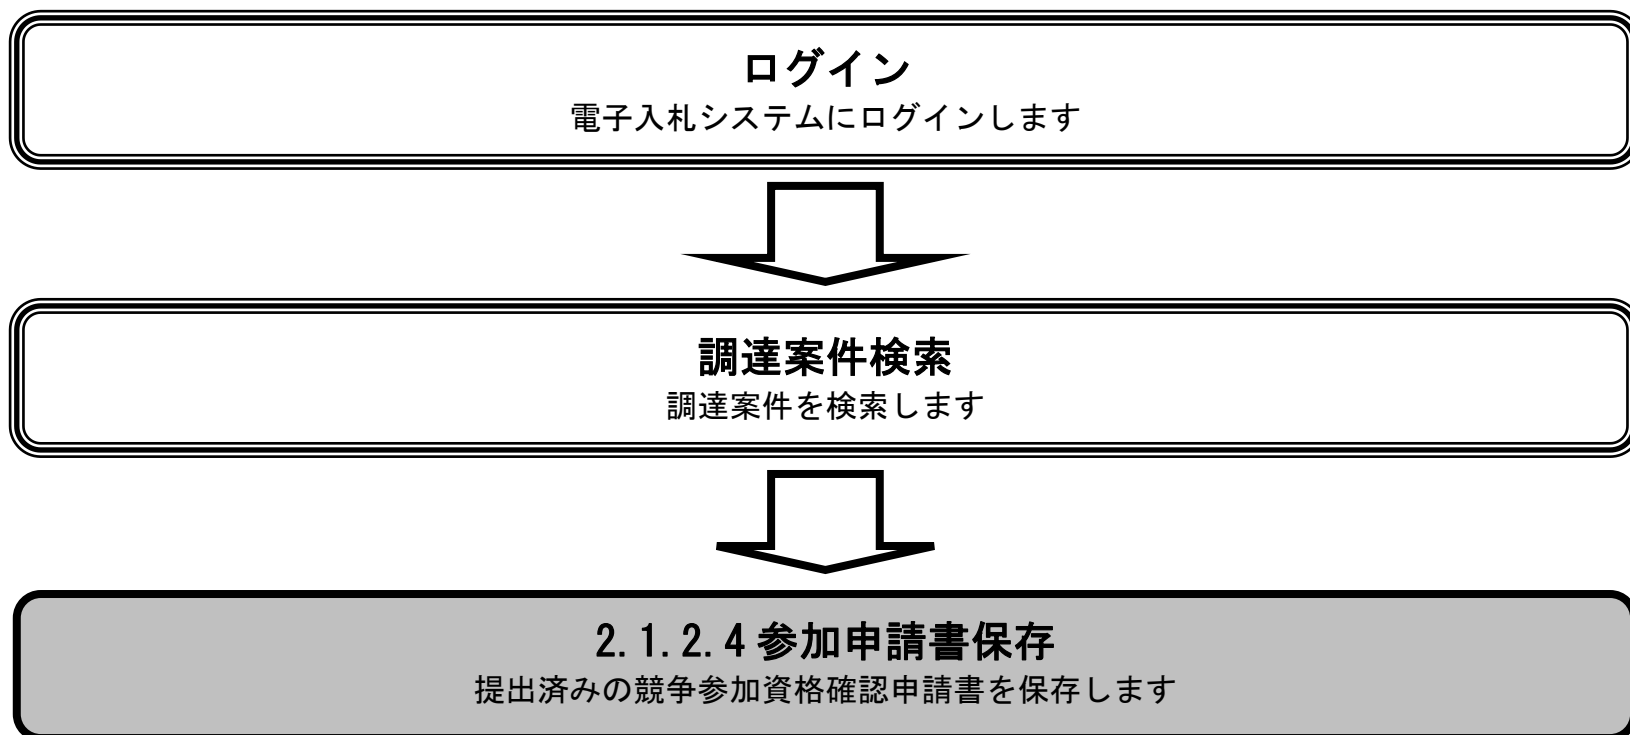 ログイン
電子入札システムにログインします
調達案件検索
調達案件を検索します
2.1.2.4 参加申請書保存
提出済みの競争参加資格確認申請書を保存します